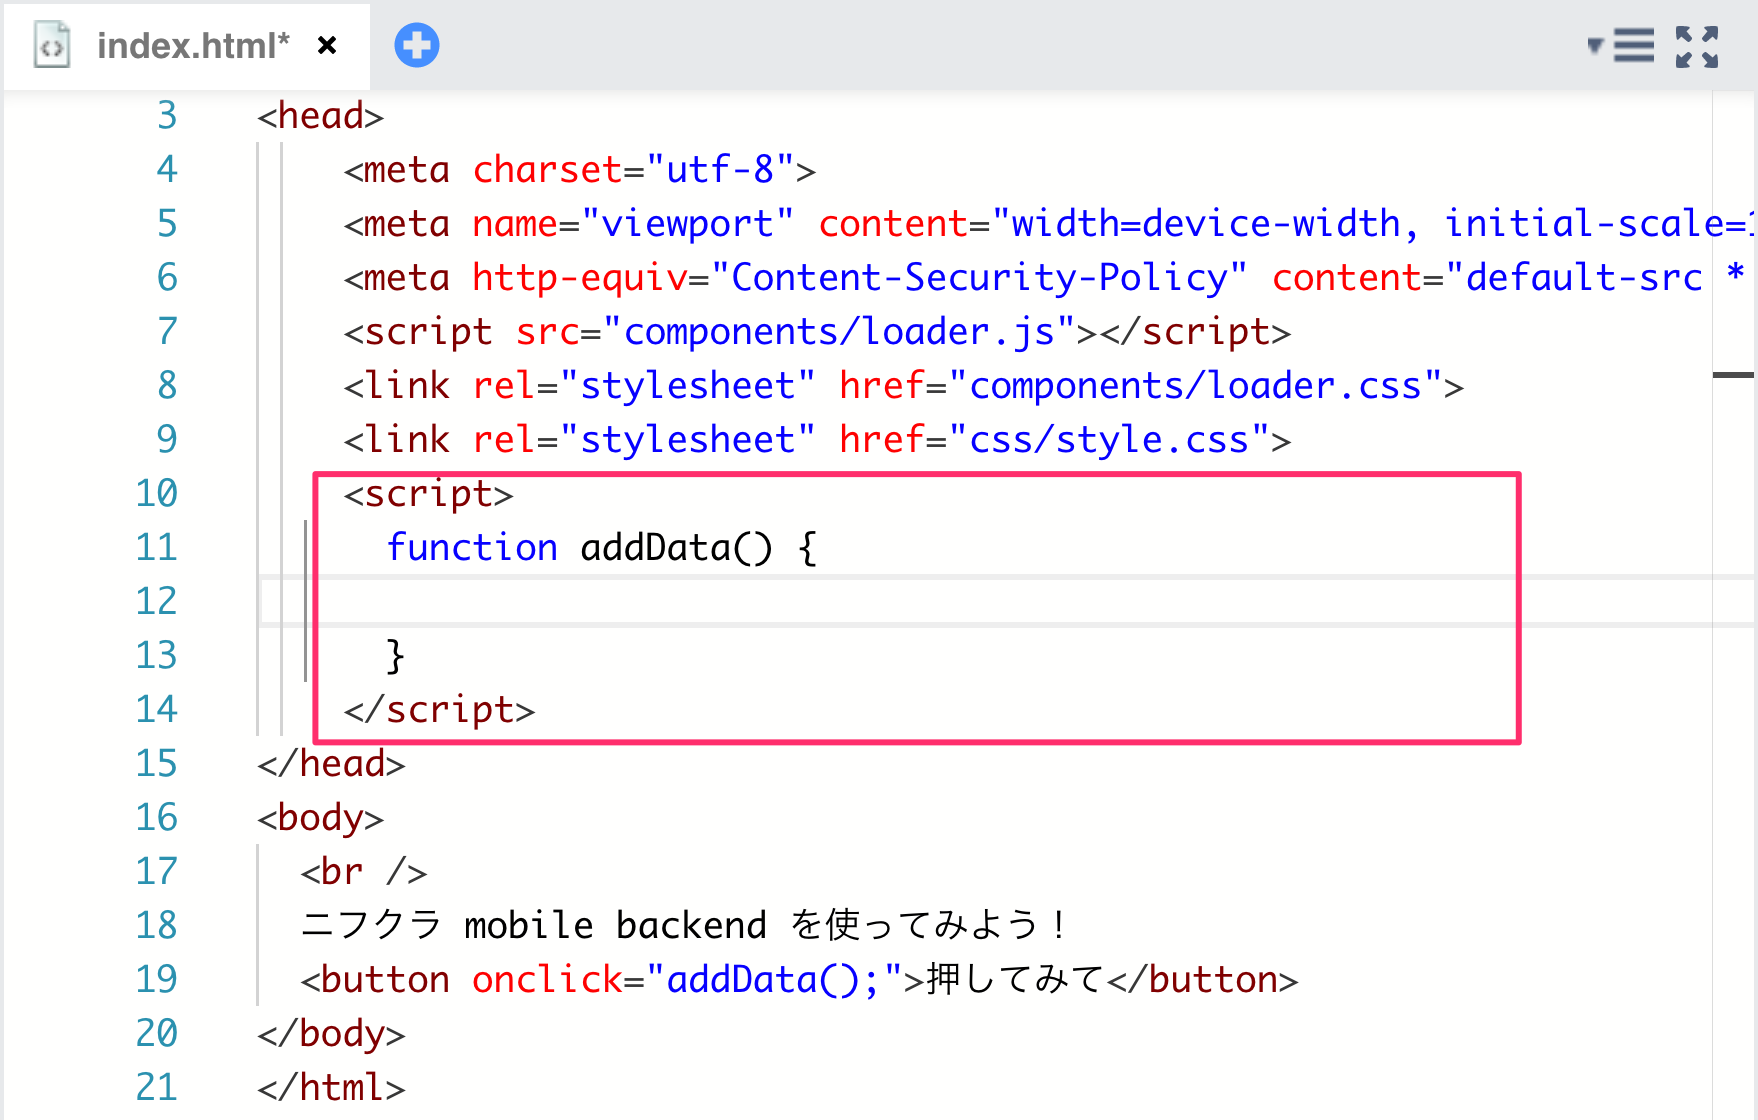 index.html* ×
3 <head>
4 <meta charset="utf-8">
5 <meta name="viewport" content="width=device-width, initial-scale=
6 <meta http-equiv="Content-Security-Policy" content="default-src *
7 <script src="components/loader.js"></script>
8 <link rel="stylesheet" href="components/loader.css">
9 <link rel="stylesheet" href="css/style.css">
10 <script>
11 function addData() {
12
13 }
14 </script>
15 </head>
16 <body>
17 <br />
18 ニフクラ mobile backend を使ってみよう！
19 <button onclick="addData();">押してみて</button>
20 </body>
21 </html>